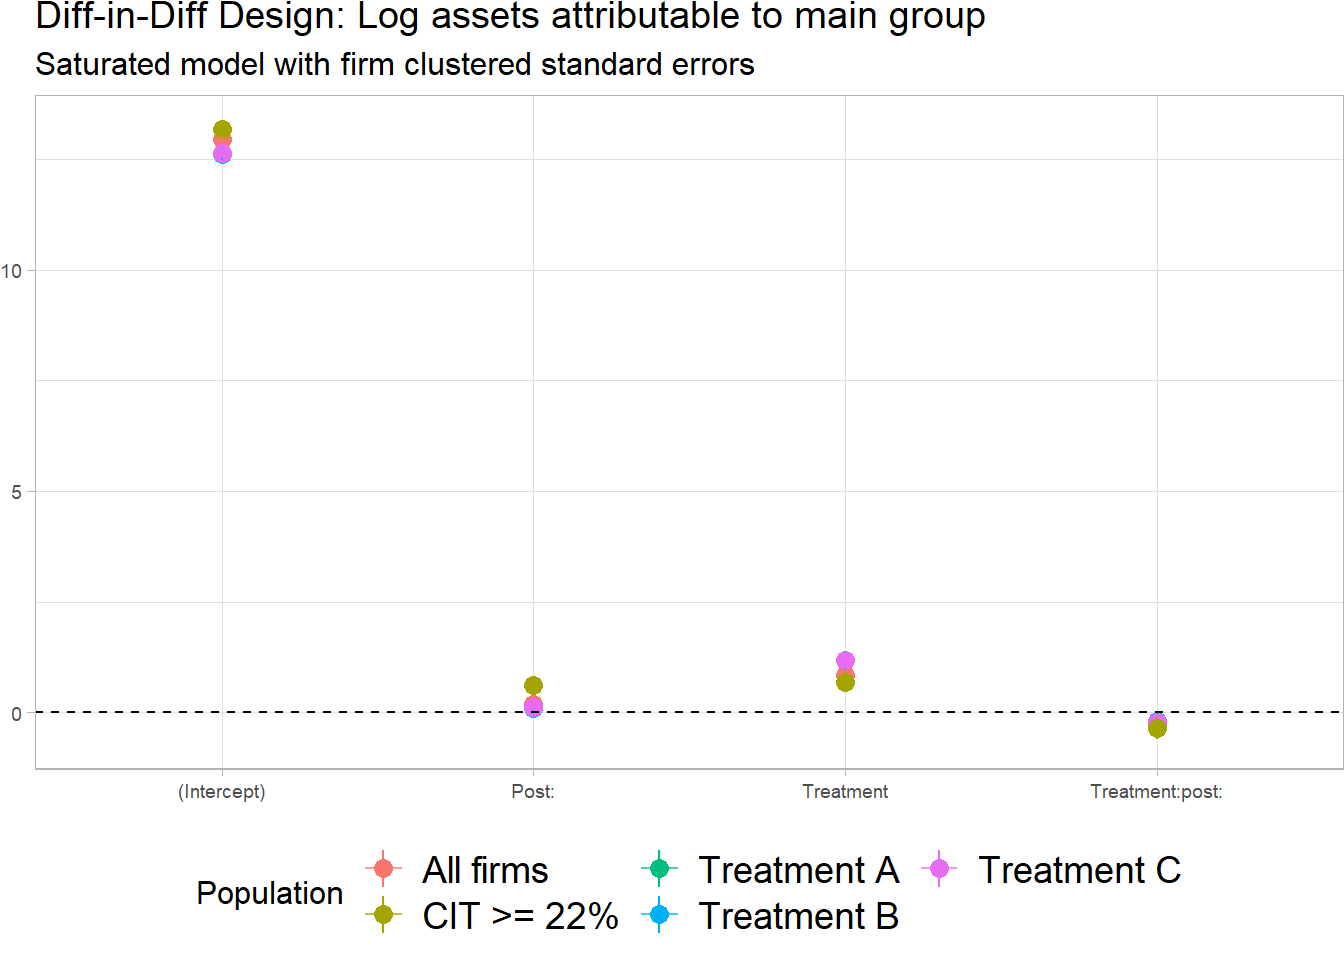 Diff-in-Diff Design: Log assets attributable to main group
Saturated model with firm clustered standard errors
10
5
0
(Intercept) Post: Treatment Treatment:post:
Population
All firms Treatment A Treatment C
CIT >= 22% Treatment B